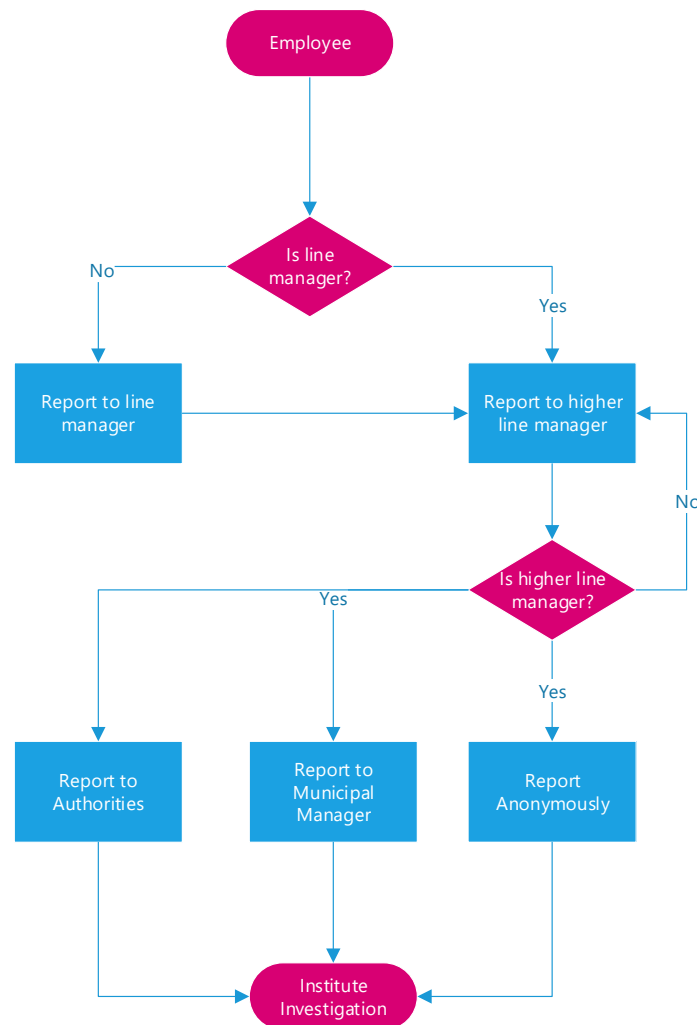 Employee
Is line
manager?
No
Yes
Report to line
manager
Report to higher
line manager
No
Is higher line
manager?
Yes
Yes
Report to
Authorities
Report to
Municipal
Manager
Report
Anonymously
Institute
Investigation